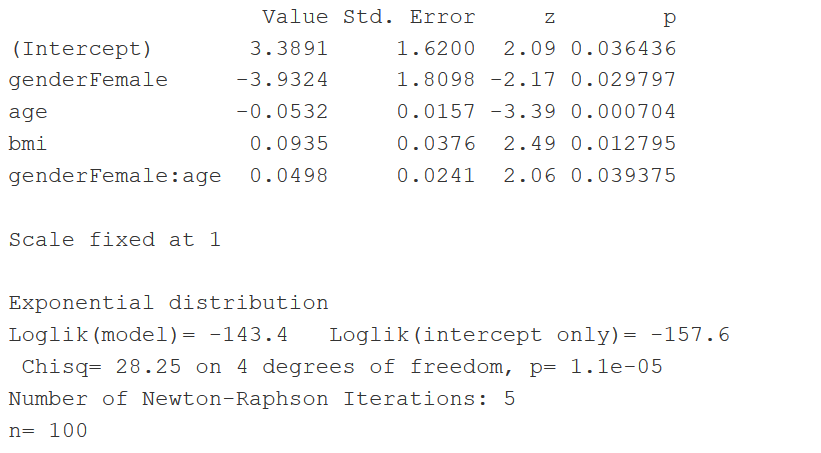 Value Std. Error z p
(Intercept) 3.3891 1.6200 2.09 0.036436
genderFemale -3.9324 1.8098 -2.17 0.029797
age -0.0532 0.0157 -3.39 0.000704
bmi 0.0935 0.0376 2.49 0.012795
genderFemale:age 0.0498 0.0241 2.06 0.039375
Scale fixed at 1
Exponential distribution
Loglik(model)= -143.4 Loglik(intercept only)= -157.6
Chisq= 28.25 on 4 degrees of freedom, p= 1.1e-05
Number of Newton-Raphson Iterations: 5
n= 100